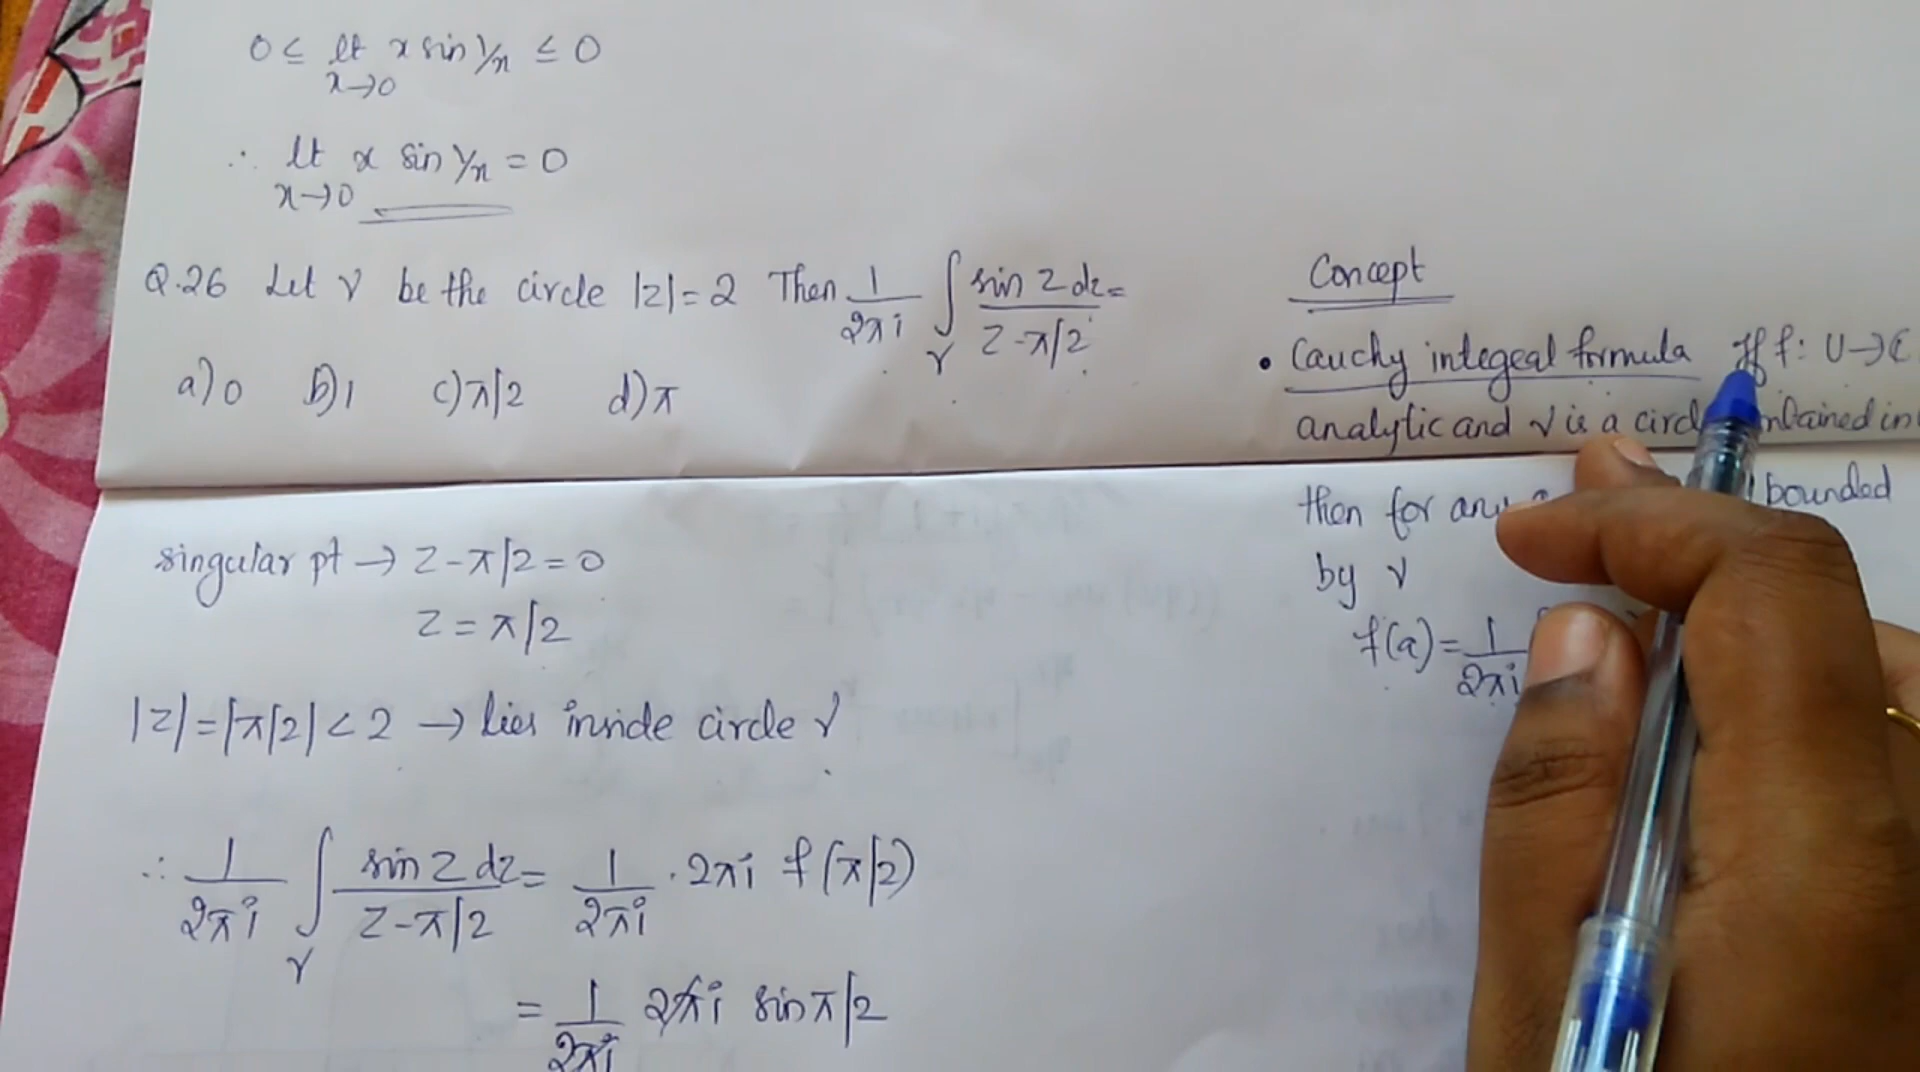 0 ≤ lt x sin 1/x ≤ 0
x→0
∴ lt x sin 1/x = 0
x→0
Q.26 Let γ be the circle |z|=2 Then 1/2πi ∫γ sin z dz/z-π/2 =
a) 0 b) 1 c) π/2 d) π
Concept
• Cauchy integeal formula If f: U→C
analytic and γ is a circ
then for any bounded
by γ
f(a)= 1/2πi
singular pt → z-π/2=0
z=π/2
|z|=|π/2|<2 → lies inside circle γ
∴ 1/2πi ∫γ sin z dz/z-π/2 = 1/2πi . 2πi f(π/2)
= 1/2πi 2πi sin π/2